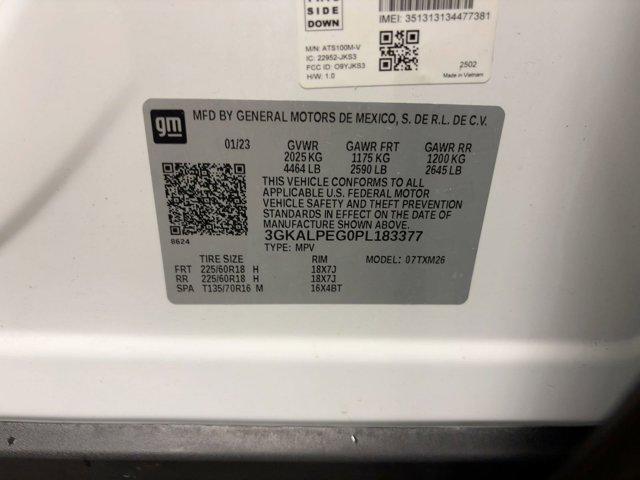 SIDE
DOWN
IMEI: 351313134477381
M/N: ATS100M-V
IC: 22952-JKS3
FCC ID: O9YJKS3
H/W: 1.0
2502
Made in Vietnam
gm
MFD BY GENERAL MOTORS DE MEXICO, S. DE R.L. DE C.V.
01/23 GVWR GAWR FRT GAWR RR
2025 KG 1175 KG 1200 KG
4464 LB 2590 LB 2645 LB
THIS VEHICLE CONFORMS TO ALL
APPLICABLE U.S. FEDERAL MOTOR
VEHICLE SAFETY AND THEFT PREVENTION
STANDARDS IN EFFECT ON THE DATE OF
MANUFACTURE SHOWN ABOVE.
3GKALPEG0PL183377
8624
TYPE: MPV
TIRE SIZE RIM MODEL: 07TXM26
FRT 225/60R18 H 18X7J
RR 225/60R18 H 18X7J
SPA T135/70R16 M 16X4BT